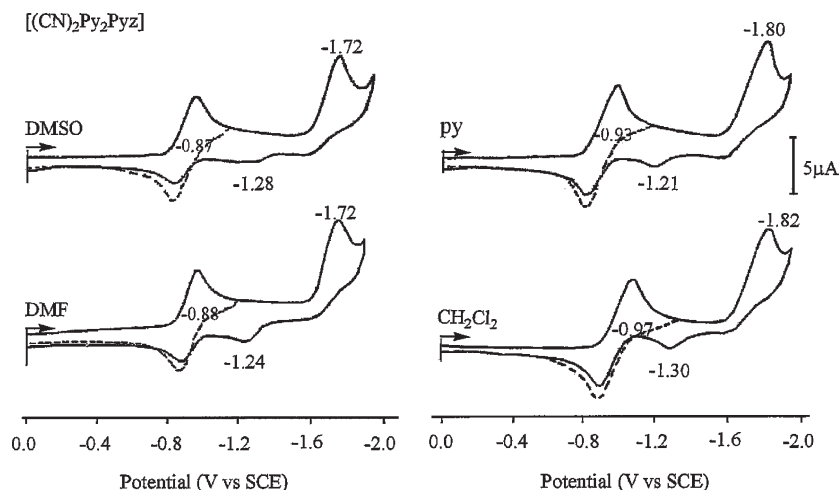 [(CN)₂Py₂Pyz]
-1.72
DMSO
-0.87
-1.28
-1.72
DMF
-0.88
-1.24
0.0 -0.4 -0.8 -1.2 -1.6 -2.0
Potential (V vs SCE)
-1.80
py
-0.93
-1.21
5μA
-1.82
CH₂Cl₂
-0.97
-1.30
0.0 -0.4 -0.8 -1.2 -1.6 -2.0
Potential (V vs SCE)